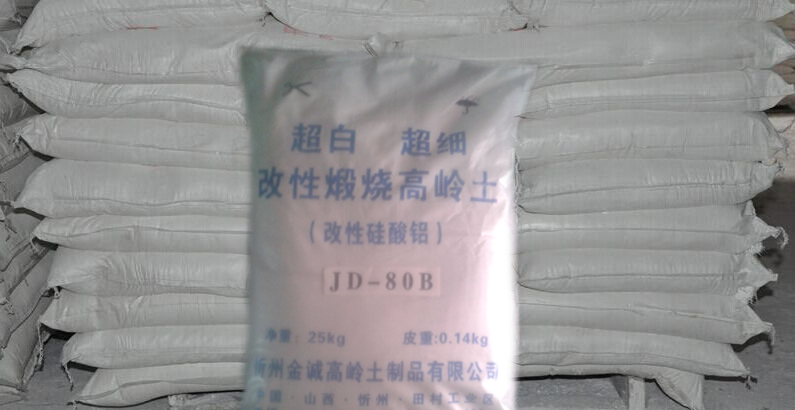 超白 超细
改性煅烧高岭土
（改性硅酸铝）
JD-80B
净重：25kg 皮重:0.14kg
忻州金诚高岭土制品有限公司
中国·山西·忻州·田村工业区